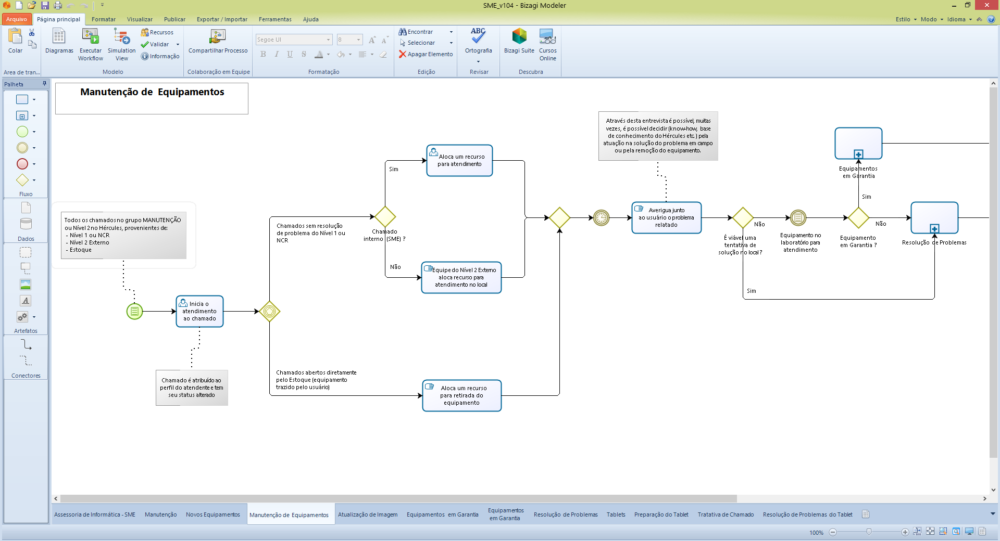 SME_v104 - Bizagi Modeler
Arquivo
Página principal
Formatar
Visualizar
Publicar
Exportar / Importar
Ferramentas
Ajuda
Estilo
Modo
Idioma
Colar
Area de tran...
Diagramas
Executar
Workflow
Simulation
View
Recursos
Validar
Informação
Modelo
Compartilhar Processo
Colaboração em Equipe
Segoe UI
8
A
A
B
I
U
S
A
Formatação
Encontrar
Selecionar
Apagar Elemento
Edição
ABC
Ortografia
Revisar
Bizagi Suite
Cursos
Online
Descubra
Palheta
Fluxo
Dados
A
Artefatos
Conectores
Manutenção de Equipamentos
Todos os chamados no grupo MANUTENÇÃO
ou Nível 2 no Hércules, provenientes de:
- Nível 1 ou NCR
- Nível 2 Externo
- Estoque
Inicia o
atendimento
ao chamado
Chamado é atribuído ao
perfil do atendente e tem
seu status alterado
Chamados sem resolução
de problema do Nível 1 ou
NCR
Chamados abertos diretamente
pelo Estoque (equipamento
trazido pelo usuário)
Chamado
interno (SME) ?
Sim
Não
Aloca um recurso
para atendimento
Equipe do Nível 2 Externo
aloca recurso para
atendimento no local
Aloca um recurso
para retirada do
equipamento
Através desta entrevista é possível, muitas
vezes, é possível decidir (know-how, base
de conhecimento do Hércules etc. ) pela
atuação na solução do problema em campo
ou pela remoção do equipamento.
Averigua junto
ao usuário o problema
relatado
É viável uma
tentativa de
solução no local?
Não
Sim
Equipamento no
laboratório para
atendimento
Equipamento
em Garantia ?
Sim
Não
Equipamentos
em Garantia
Resolução de Problemas
Assessoria de Informática - SME
Manutenção
Novos Equipamentos
Manutenção de Equipamentos
Atualização de Imagem
Equipamentos em Garantia
Equipamentos
em Garantia
Resolução de Problemas
Tablets
Preparação do Tablet
Tratativa de Chamado
Resolução de Problemas do Tablet
100%